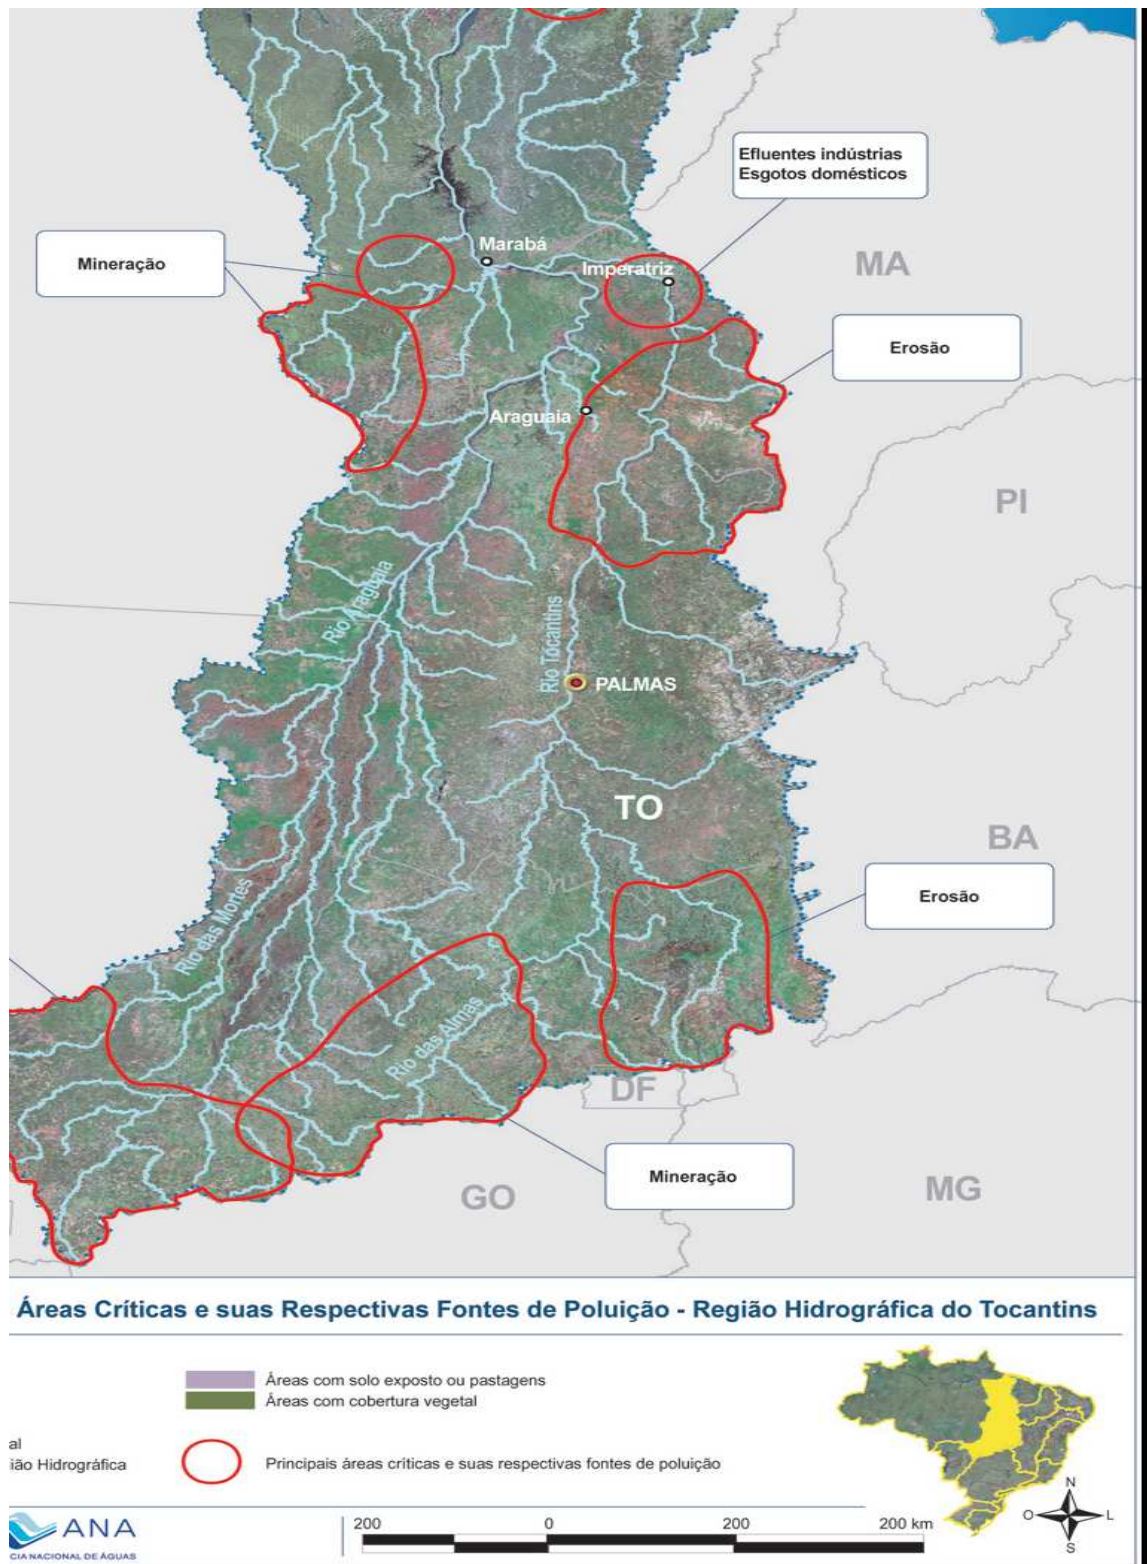 Efluentes indústrias
Esgotos domésticos
Marabá
Mineração
Imperatriz
MA
Erosão
Araguaia
PI
Rio Araguaia
Rio Tocantins
PALMAS
TO
BA
Erosão
Rio das Mortes
Rio das Almas
DF
Mineração
GO
MG
Áreas Críticas e suas Respectivas Fontes de Poluição - Região Hidrográfica do Tocantins
Áreas com solo exposto ou pastagens
Áreas com cobertura vegetal
al
ião Hidrográfica
Principais áreas críticas e suas respectivas fontes de poluição
N
O
L
S
ANA
CIA NACIONAL DE ÁGUAS
200 0 200 200 km